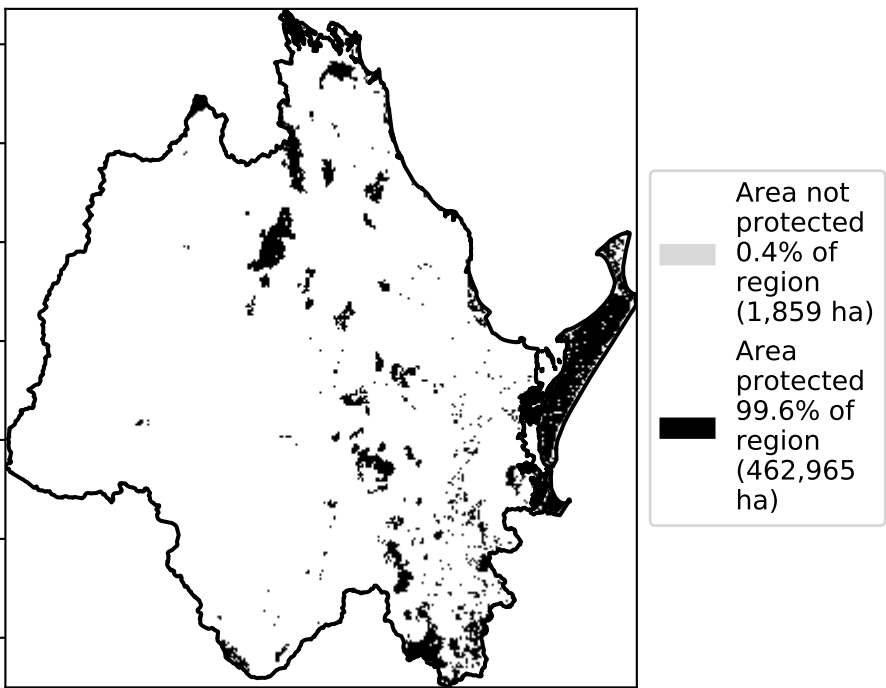 Area not
protected
0.4% of
region
(1,859 ha)
Area
protected
99.6% of
region
(462,965
ha)